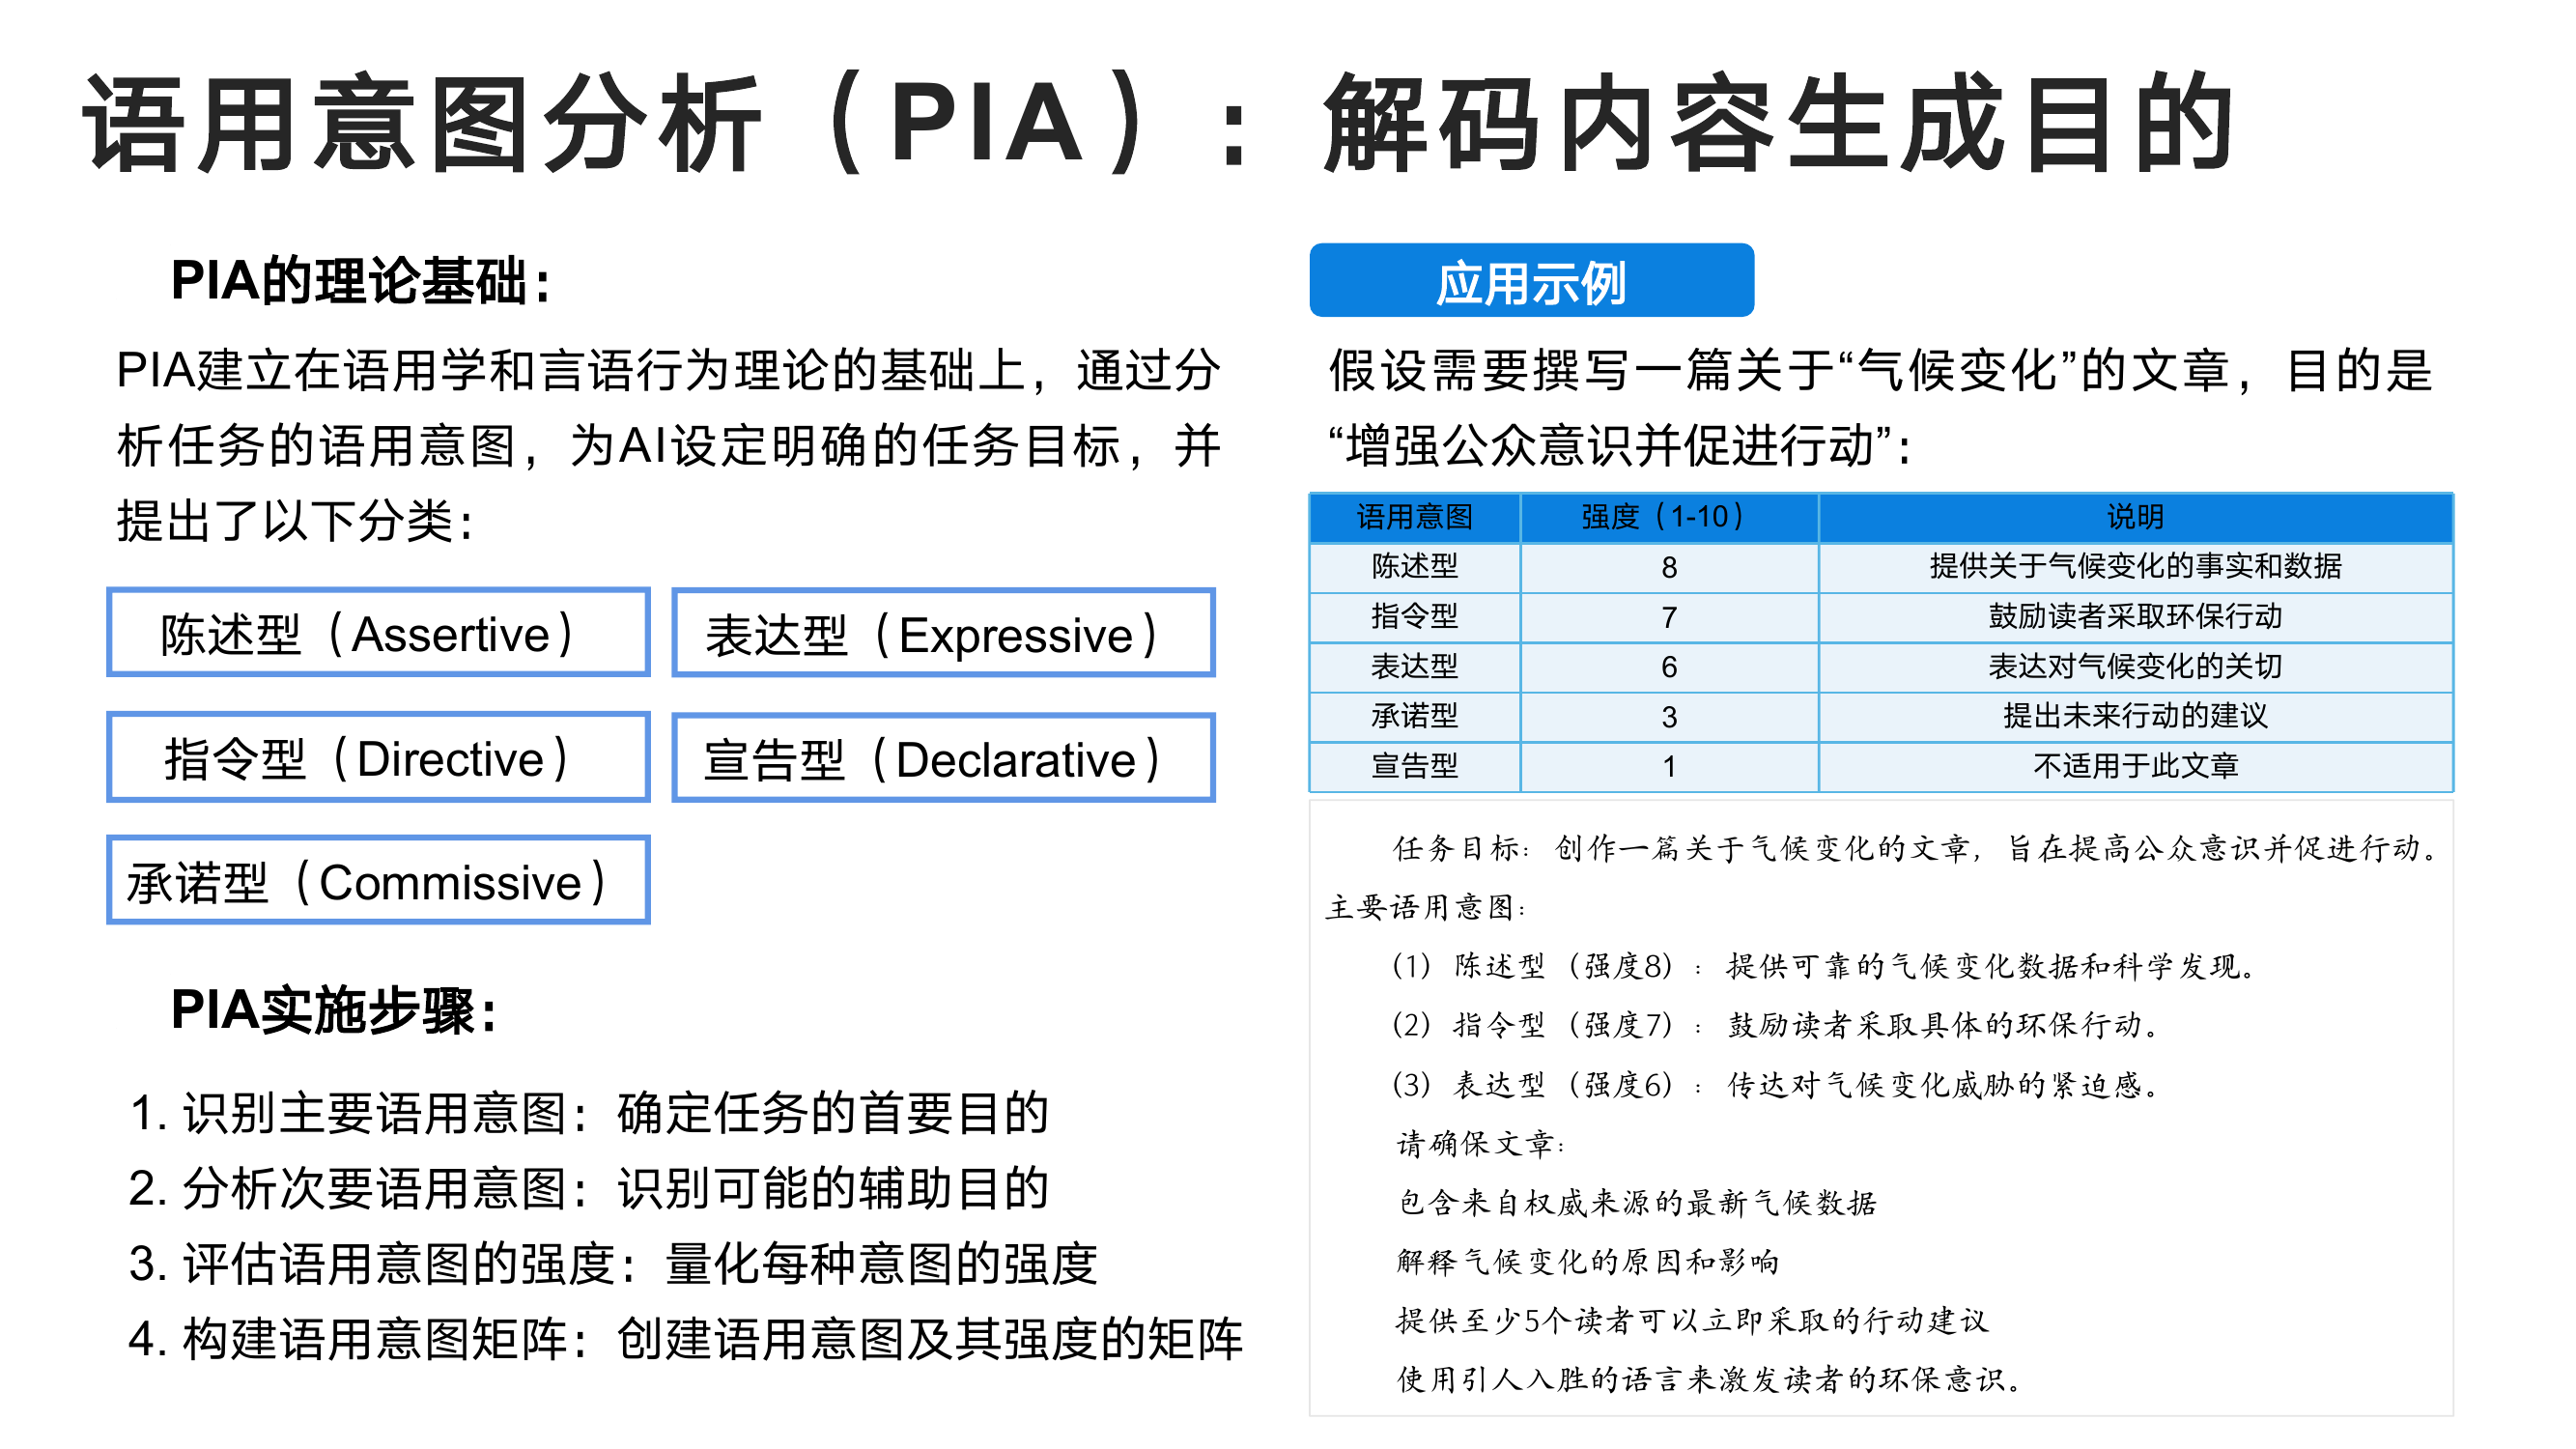 语用意图分析（PIA）：解码内容生成目的
PIA的理论基础：
PIA建立在语用学和言语行为理论的基础上，通过分
析任务的语用意图，为AI设定明确的任务目标，并
提出了以下分类：
陈述型（Assertive）
表达型（Expressive）
指令型（Directive）
宣告型（Declarative）
承诺型（Commissive）
PIA实施步骤：
1. 识别主要语用意图：确定任务的首要目的
2. 分析次要语用意图：识别可能的辅助目的
3. 评估语用意图的强度：量化每种意图的强度
4. 构建语用意图矩阵：创建语用意图及其强度的矩阵
应用示例
假设需要撰写一篇关于“气候变化”的文章，目的是
“增强公众意识并促进行动”：
语用意图 强度（1-10） 说明
陈述型 8 提供关于气候变化的事实和数据
指令型 7 鼓励读者采取环保行动
表达型 6 表达对气候变化的关切
承诺型 3 提出未来行动的建议
宣告型 1 不适用于此文章
任务目标：创作一篇关于气候变化的文章，旨在提高公众意识并促进行动。
主要语用意图：
（1）陈述型（强度8）：提供可靠的气候变化数据和科学发现。
（2）指令型（强度7）：鼓励读者采取具体的环保行动。
（3）表达型（强度6）：传达对气候变化威胁的紧迫感。
请确保文章：
包含来自权威来源的最新气候数据
解释气候变化的原因和影响
提供至少5个读者可以立即采取的行动建议
使用引人入胜的语言来激发读者的环保意识。